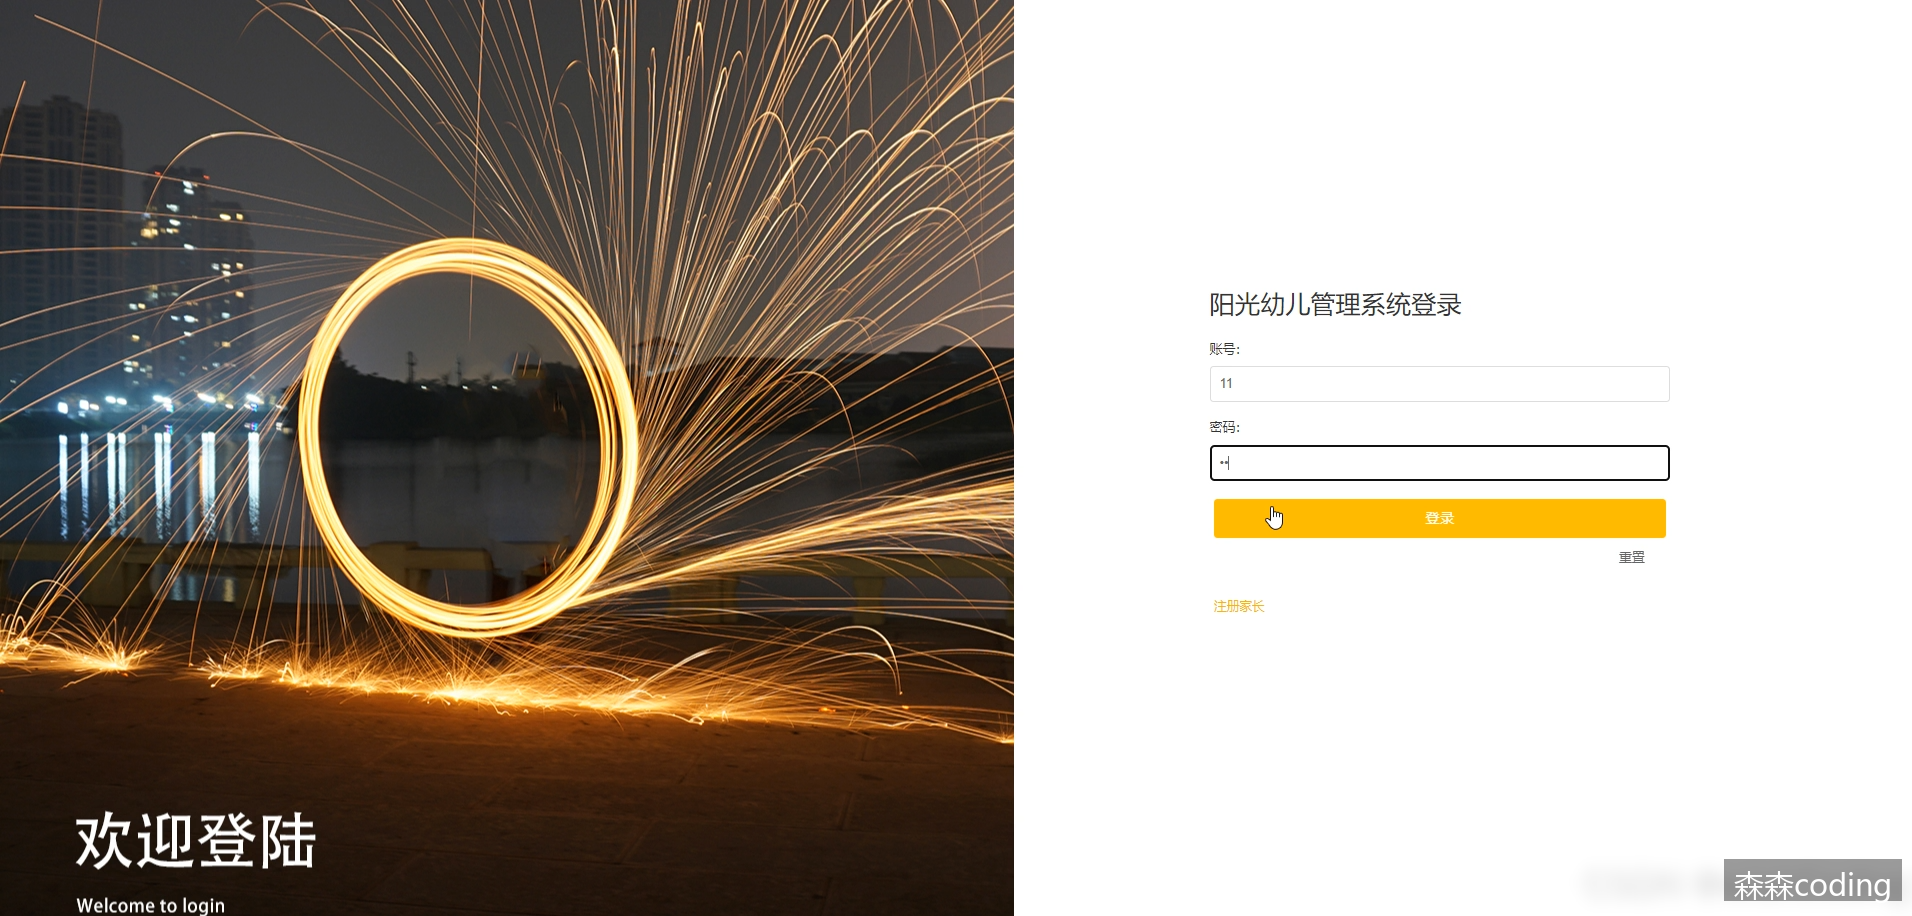 欢迎登陆
Welcome to login
阳光幼儿管理系统登录
账号:
11
密码:
登录
重置
注册家长
森森coding